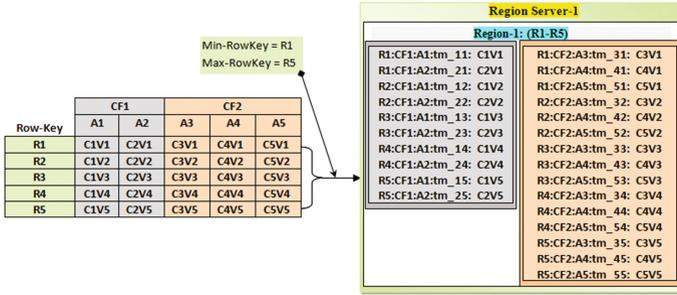 Region Server-1
Region-1: (R1-R5)
Min-RowKey = R1
Max-RowKey = R5
CF1 CF2
Row-Key A1 A2 A3 A4 A5
R1 C1V1 C2V1 C3V1 C4V1 C5V1
R2 C1V2 C2V2 C3V2 C4V2 C5V2
R3 C1V3 C2V3 C3V3 C4V3 C5V3
R4 C1V4 C2V4 C3V4 C4V4 C5V4
R5 C1V5 C2V5 C3V5 C4V5 C5V5
R1:CF1:A1:tm_11: C1V1
R1:CF1:A2:tm_21: C2V1
R2:CF1:A1:tm_12: C1V2
R2:CF1:A2:tm_22: C2V2
R3:CF1:A1:tm_13: C1V3
R3:CF1:A2:tm_23: C2V3
R4:CF1:A1:tm_14: C1V4
R4:CF1:A2:tm_24: C2V4
R5:CF1:A1:tm_15: C1V5
R5:CF1:A2:tm_25: C2V5
R1:CF2:A3:tm_31: C3V1
R1:CF2:A4:tm_41: C4V1
R2:CF2:A5:tm_51: C5V1
R2:CF2:A3:tm_32: C3V2
R2:CF2:A4:tm_42: C4V2
R2:CF2:A5:tm_52: C5V2
R3:CF2:A3:tm_33: C3V3
R3:CF2:A4:tm_43: C4V3
R3:CF2:A5:tm_53: C5V3
R4:CF2:A3:tm_34: C3V4
R4:CF2:A4:tm_44: C4V4
R4:CF2:A5:tm_54: C5V4
R5:CF2:A3:tm_35: C3V5
R5:CF2:A4:tm_45: C4V5
R5:CF2:A5:tm_55: C5V5